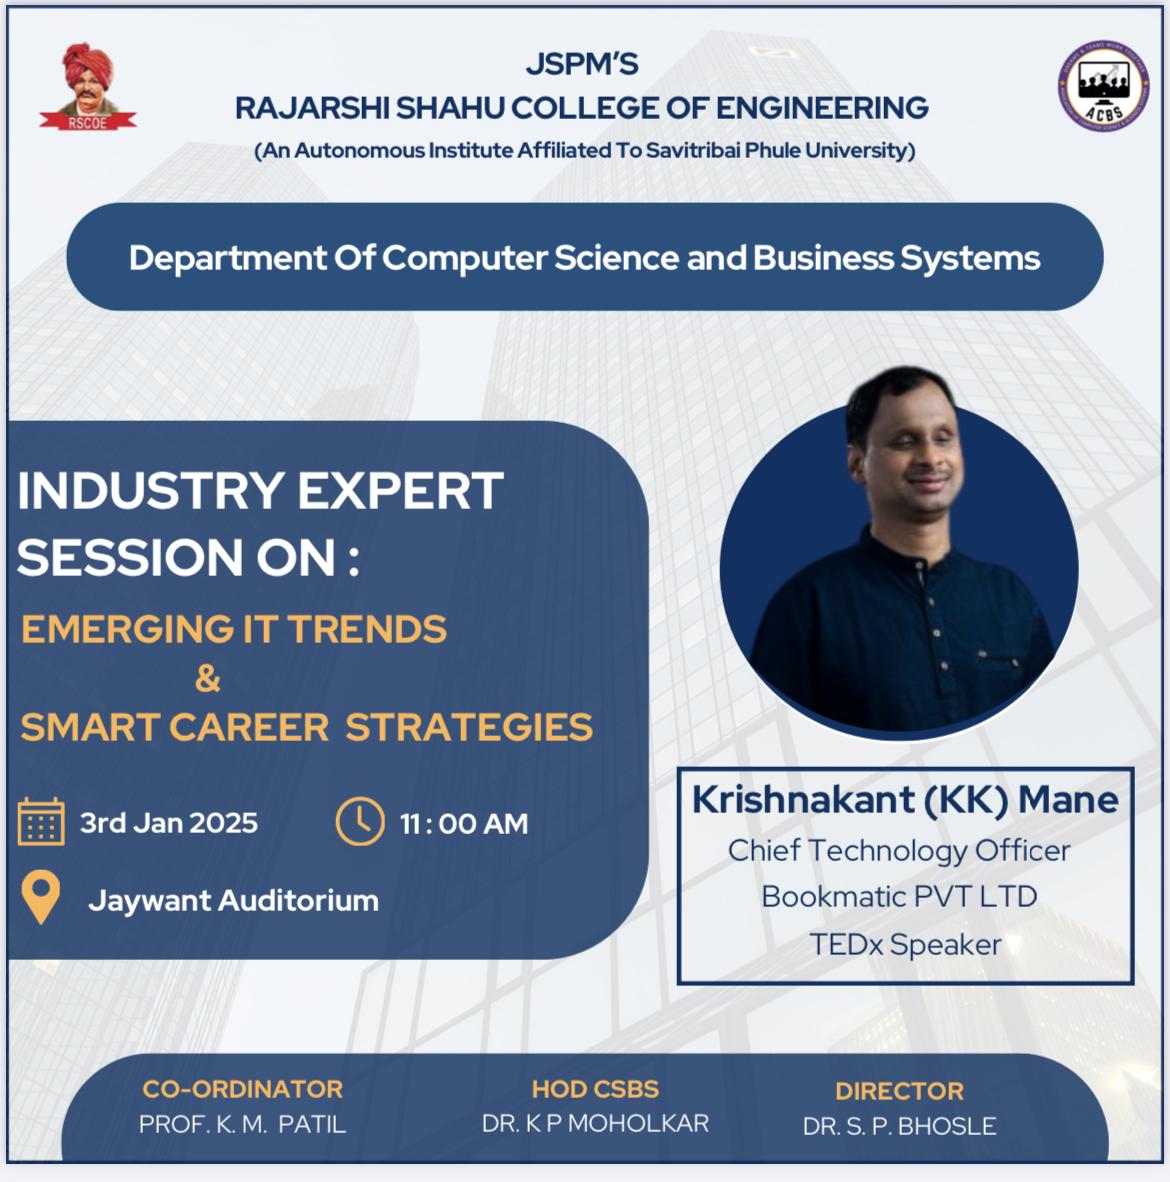 JSPM'S
RAJARSHI SHAHU COLLEGE OF ENGINEERING
(An Autonomous Institute Affiliated To Savitribai Phule University)
RSCOE
ACBS
Department Of Computer Science and Business Systems
INDUSTRY EXPERT
SESSION ON :
EMERGING IT TRENDS
&
SMART CAREER STRATEGIES
3rd Jan 2025
11 : 00 AM
Jaywant Auditorium
Krishnakant (KK) Mane
Chief Technology Officer
Bookmatic PVT LTD
TEDx Speaker
CO-ORDINATOR
PROF. K. M. PATIL
HOD CSBS
DR. K P MOHOLKAR
DIRECTOR
DR. S. P. BHOSLE